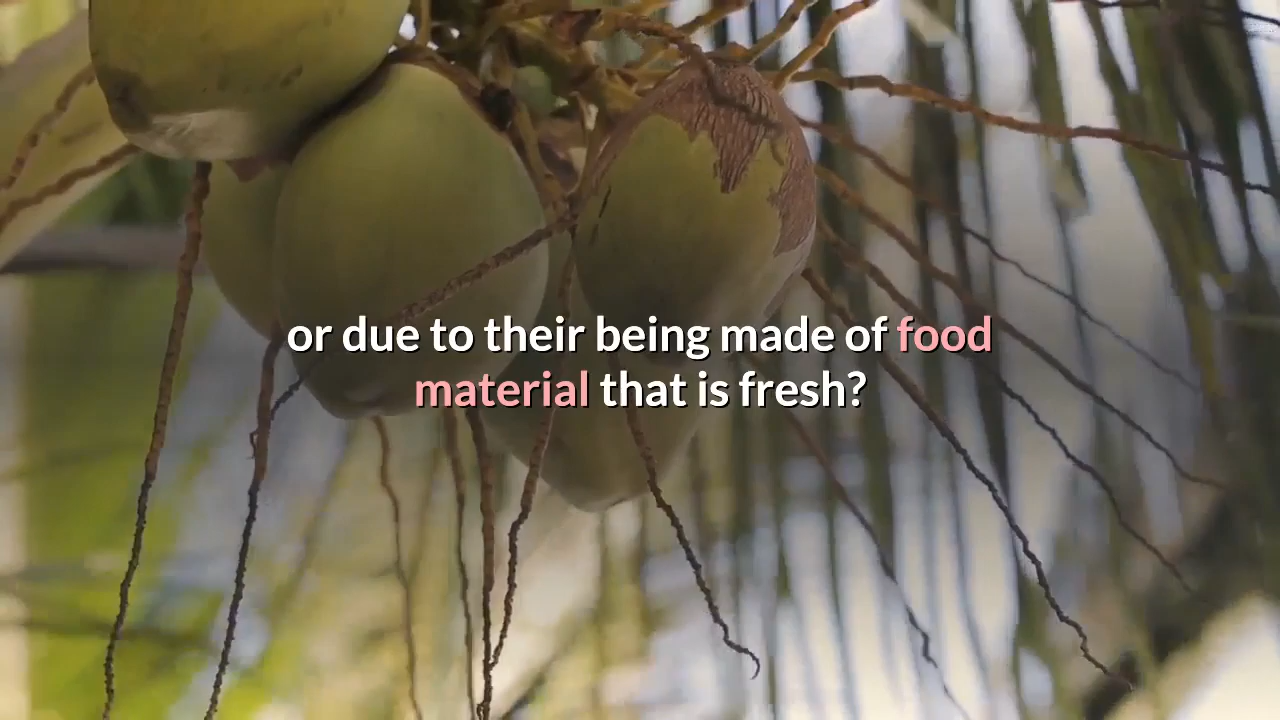 or due to their being made of food
material that is fresh?